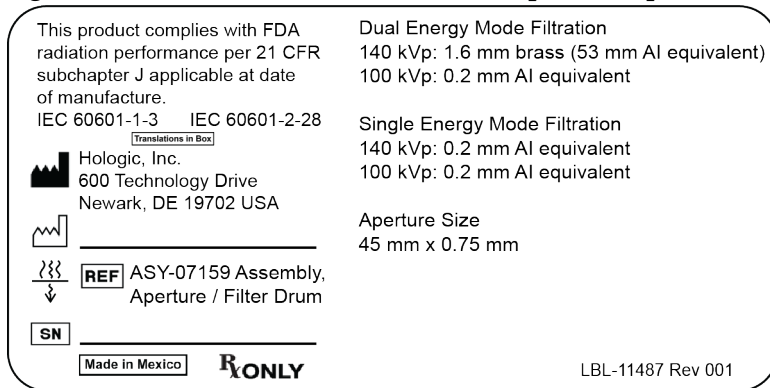 This product complies with FDA
radiation performance per 21 CFR
subchapter J applicable at date
of manufacture.
IEC 60601-1-3 IEC 60601-2-28
Translations in Box
Hologic, Inc.
600 Technology Drive
Newark, DE 19702 USA
REF ASY-07159 Assembly,
Aperture / Filter Drum
SN
Made in Mexico
Rx ONLY
Dual Energy Mode Filtration
140 kVp: 1.6 mm brass (53 mm Al equivalent)
100 kVp: 0.2 mm Al equivalent
Single Energy Mode Filtration
140 kVp: 0.2 mm Al equivalent
100 kVp: 0.2 mm Al equivalent
Aperture Size
45 mm x 0.75 mm
LBL-11487 Rev 001